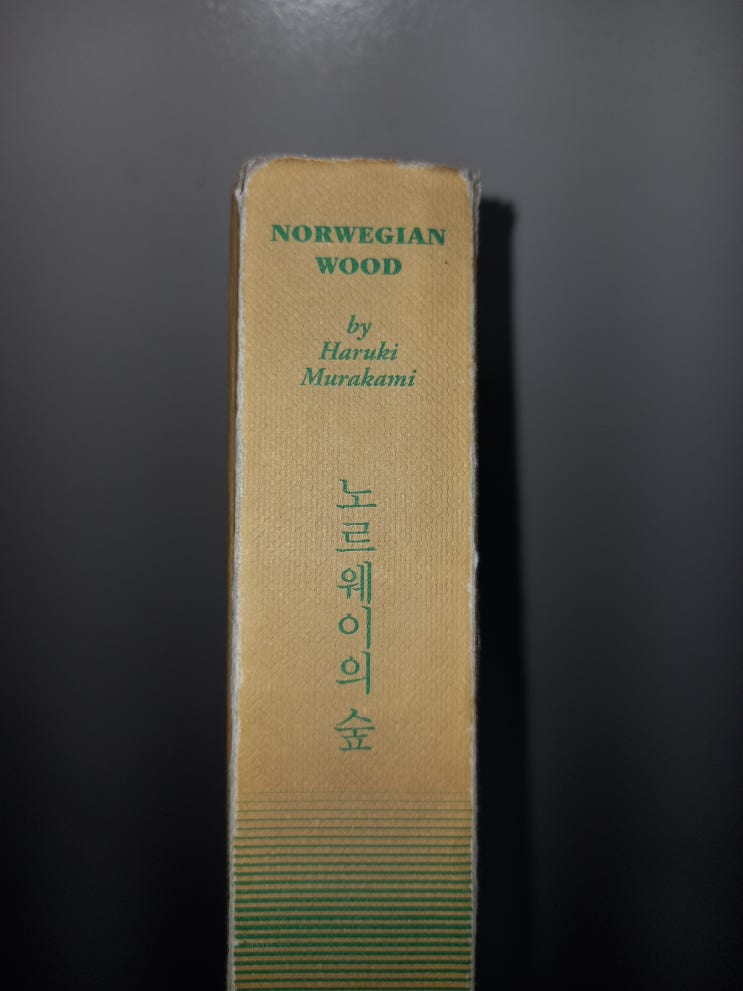 NORWEGIAN
WOOD
by
Haruki
Murakami
노르웨이의 숲